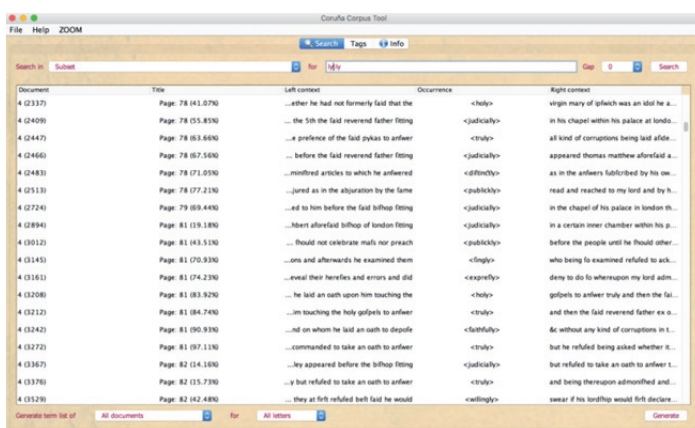 Coruña Corpus Tool
File Help ZOOM
Search Tags Info
Search in Subset for Gap 0 Search
Document Title Left context Occurrence Right context
4 (2337) Page: 78 (41.07%) ...ether he had not formerly faid that the <holy> virgin mary of ipfwich was an idol he a...
4 (2409) Page: 78 (55.85%) ... the 5th the faid reverend father fitting <judicially> in his chapel within his palace at londo...
4 (2447) Page: 78 (63.66%) ...e prefence of the faid pykas to anfwer <truly> all kind of corruptions being laid afide...
4 (2466) Page: 78 (67.56%) ... before the faid reverend father fitting <judicially> appeared thomas matthew aforefaid a...
4 (2483) Page: 78 (71.05%) ...miniftred articles to which he anfwered <diftinctly> as in the anfwers fubfcribed by his ow...
4 (2513) Page: 78 (77.21%) ...jured as in the abjuration by the fame <publickly> read and reached to my lord and by h...
4 (2724) Page: 79 (69.44%) ...ed to him before the faid bifhop fitting <judicially> in the chapel of his palace in london th...
4 (2894) Page: 81 (19.18%) ...hbert aforefaid bifhop of london fitting <judicially> in a certain inner chamber within his p...
4 (3012) Page: 81 (43.51%) ... fhould not celebrate mafs nor preach <publickly> before the people until he fhould other...
4 (3145) Page: 81 (70.93%) ...ons and afterwards he examined them <fingly> who being fo examined refufed to ack...
4 (3161) Page: 81 (74.23%) ...eveal their herefies and errors and did <exprefly> deny to do fo whereupon my lord adm...
4 (3208) Page: 81 (83.92%) ... he laid an oath upon him touching the <holy> gofpels to anfwer truly and then the fai...
4 (3212) Page: 81 (84.74%) ...im touching the holy gofpels to anfwer <truly> and then the faid reverend father ex o...
4 (3242) Page: 81 (90.93%) ...nd on whom he laid an oath to depofe <faithfully> &c without any kind of corruptions in t...
4 (3272) Page: 81 (97.11%) ...commanded to take an oath to anfwer <truly> but he refufed being asked whether it...
4 (3367) Page: 82 (14.16%) ...ley appeared before the bifhop fitting <judicially> but refufed to take an oath to anfwer t...
4 (3376) Page: 82 (15.73%) ...y but refufed to take an oath to anfwer <truly> and being thereupon admonifhed and...
4 (3529) Page: 82 (42.48%) ... they at firft refufed beft faid he would <willingly> swear if his lordfhip would firft declare...
Generate term list of All documents for All letters Generate